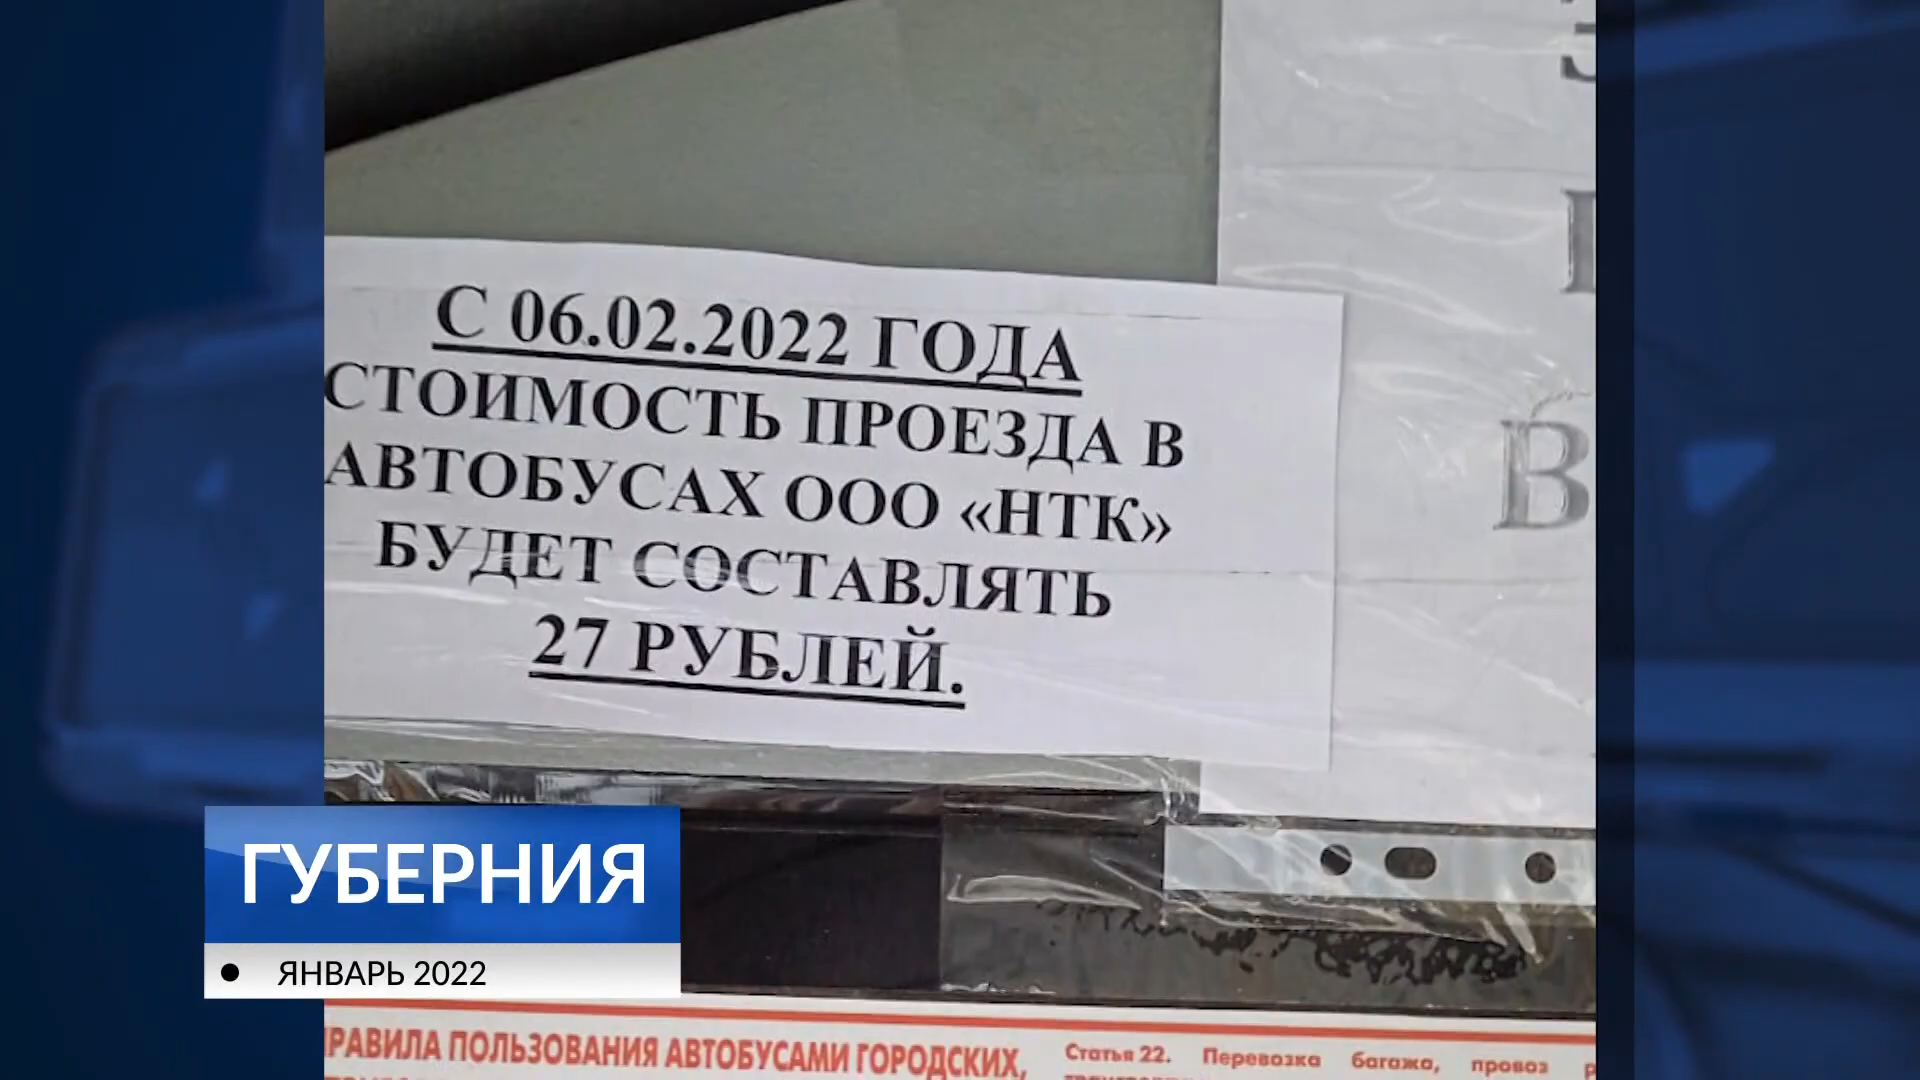 С 06.02.2022 ГОДА
СТОИМОСТЬ ПРОЕЗДА В
АВТОБУСАХ ООО «НТК»
БУДЕТ СОСТАВЛЯТЬ
27 РУБЛЕЙ.
В
ГУБЕРНИЯ
ЯНВАРЬ 2022
РАВИЛА ПОЛЬЗОВАНИЯ АВТОБУСАМИ ГОРОДСКИХ,
Статья 22. Перевозка багажа, провоз